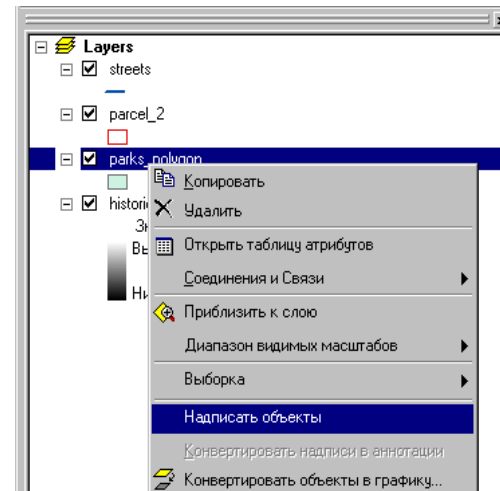 Layers
streets
parcel_2
parks_polygon
Копировать
histori
Удалить
Открыть таблицу атрибутов
Соединения и Связи
Приблизить к слою
Диапазон видимых масштабов
Выборка
Надписать объекты
Конвертировать надписи в аннотации
Конвертировать объекты в графику...